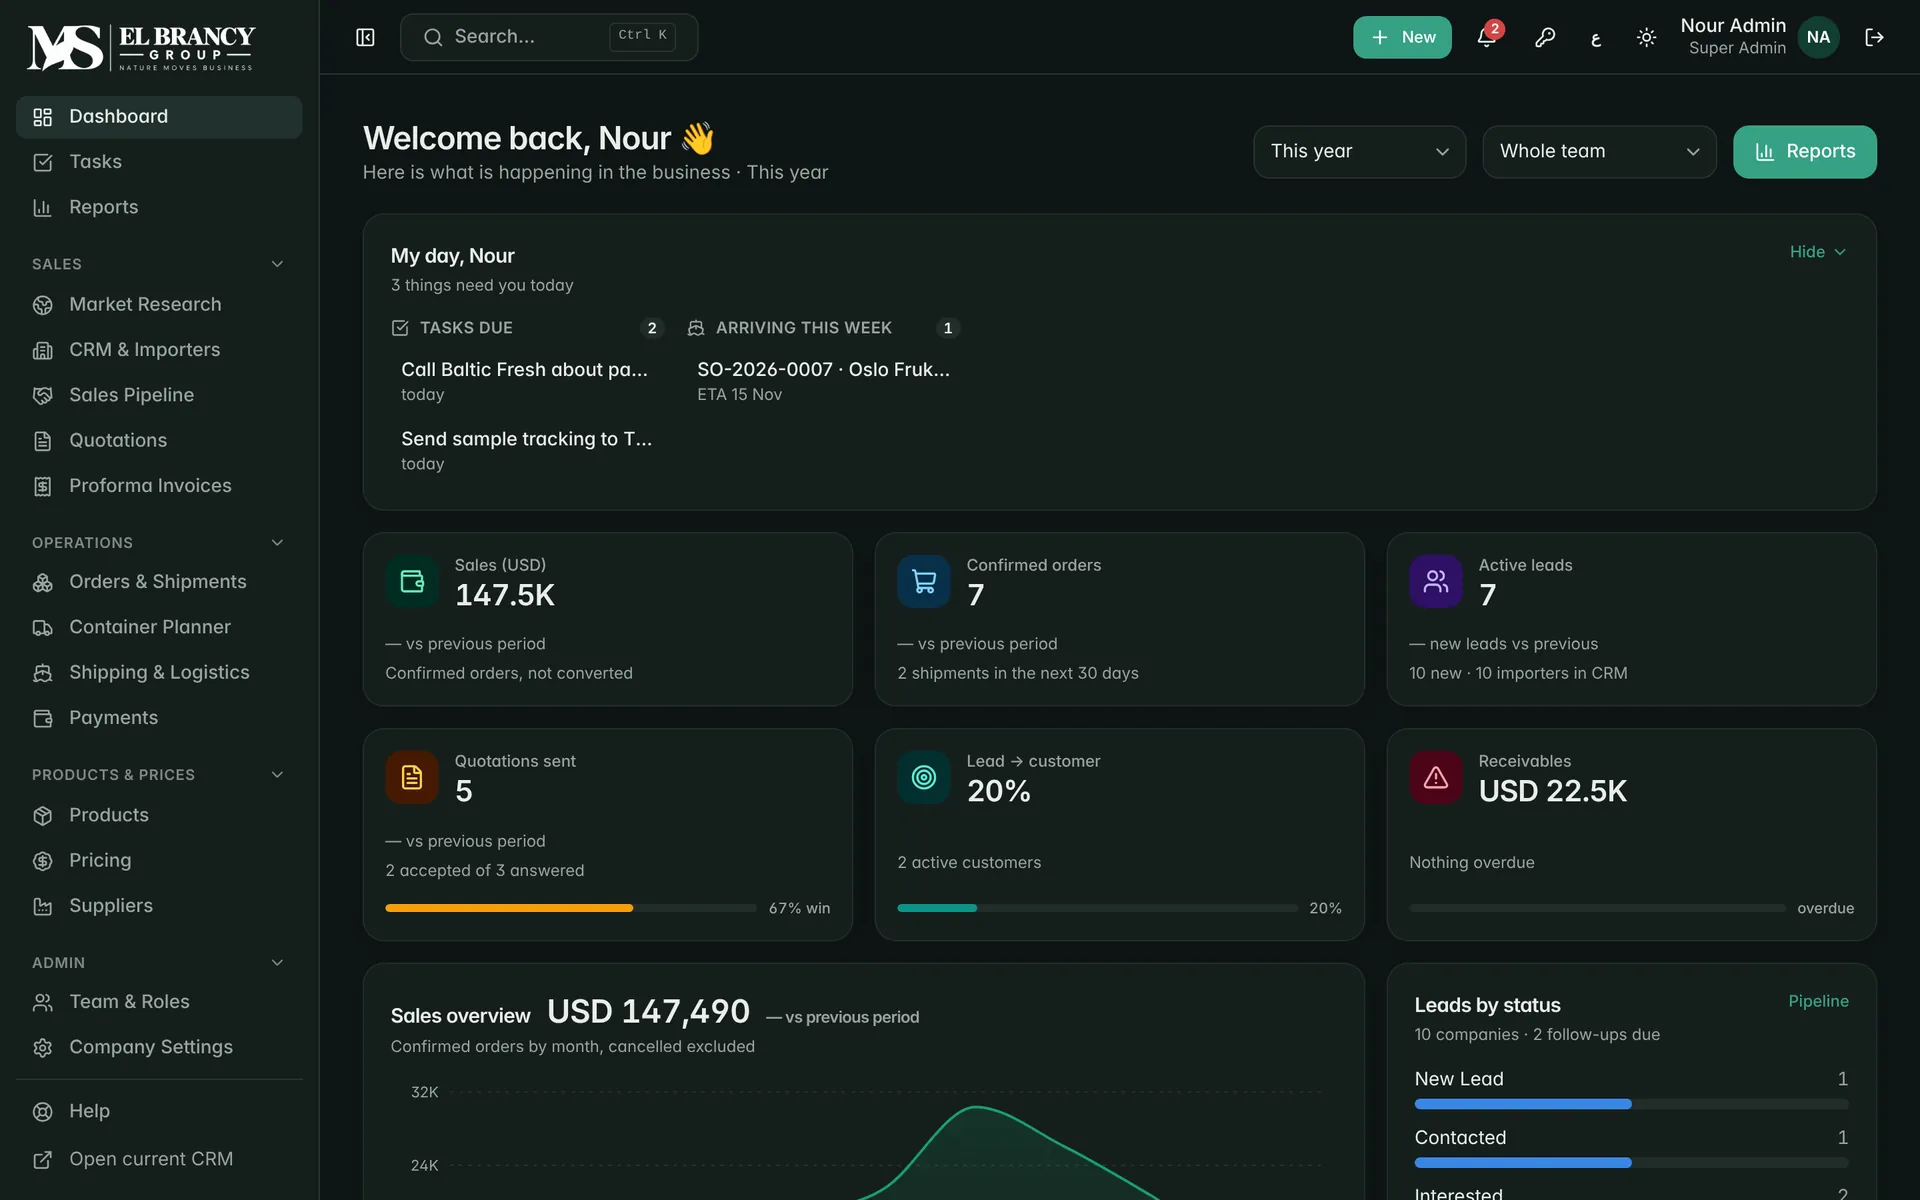 MS EL BRANCY
GROUP
NATURE MOVES BUSINESS
Search...
Ctrl K
New
2
ع
Nour Admin
Super Admin
NA
Dashboard
Tasks
Reports
SALES
Market Research
CRM & Importers
Sales Pipeline
Quotations
Proforma Invoices
OPERATIONS
Orders & Shipments
Container Planner
Shipping & Logistics
Payments
PRODUCTS & PRICES
Products
Pricing
Suppliers
ADMIN
Team & Roles
Company Settings
Help
Open current CRM
Welcome back, Nour 👋
Here is what is happening in the business · This year
This year
Whole team
Reports
My day, Nour
3 things need you today
Hide
TASKS DUE 2
Call Baltic Fresh about pa...
today
Send sample tracking to T...
today
ARRIVING THIS WEEK 1
SO-2026-0007 · Oslo Fruk...
ETA 15 Nov
Sales (USD)
147.5K
— vs previous period
Confirmed orders, not converted
Confirmed orders
7
— vs previous period
2 shipments in the next 30 days
Active leads
7
— new leads vs previous
10 new · 10 importers in CRM
Quotations sent
5
— vs previous period
2 accepted of 3 answered
67% win
Lead → customer
20%
2 active customers
20%
Receivables
USD 22.5K
Nothing overdue
overdue
Sales overview USD 147,490 — vs previous period
Confirmed orders by month, cancelled excluded
32K
24K
Leads by status
Pipeline
10 companies · 2 follow-ups due
New Lead 1
Contacted 1
Interested 2